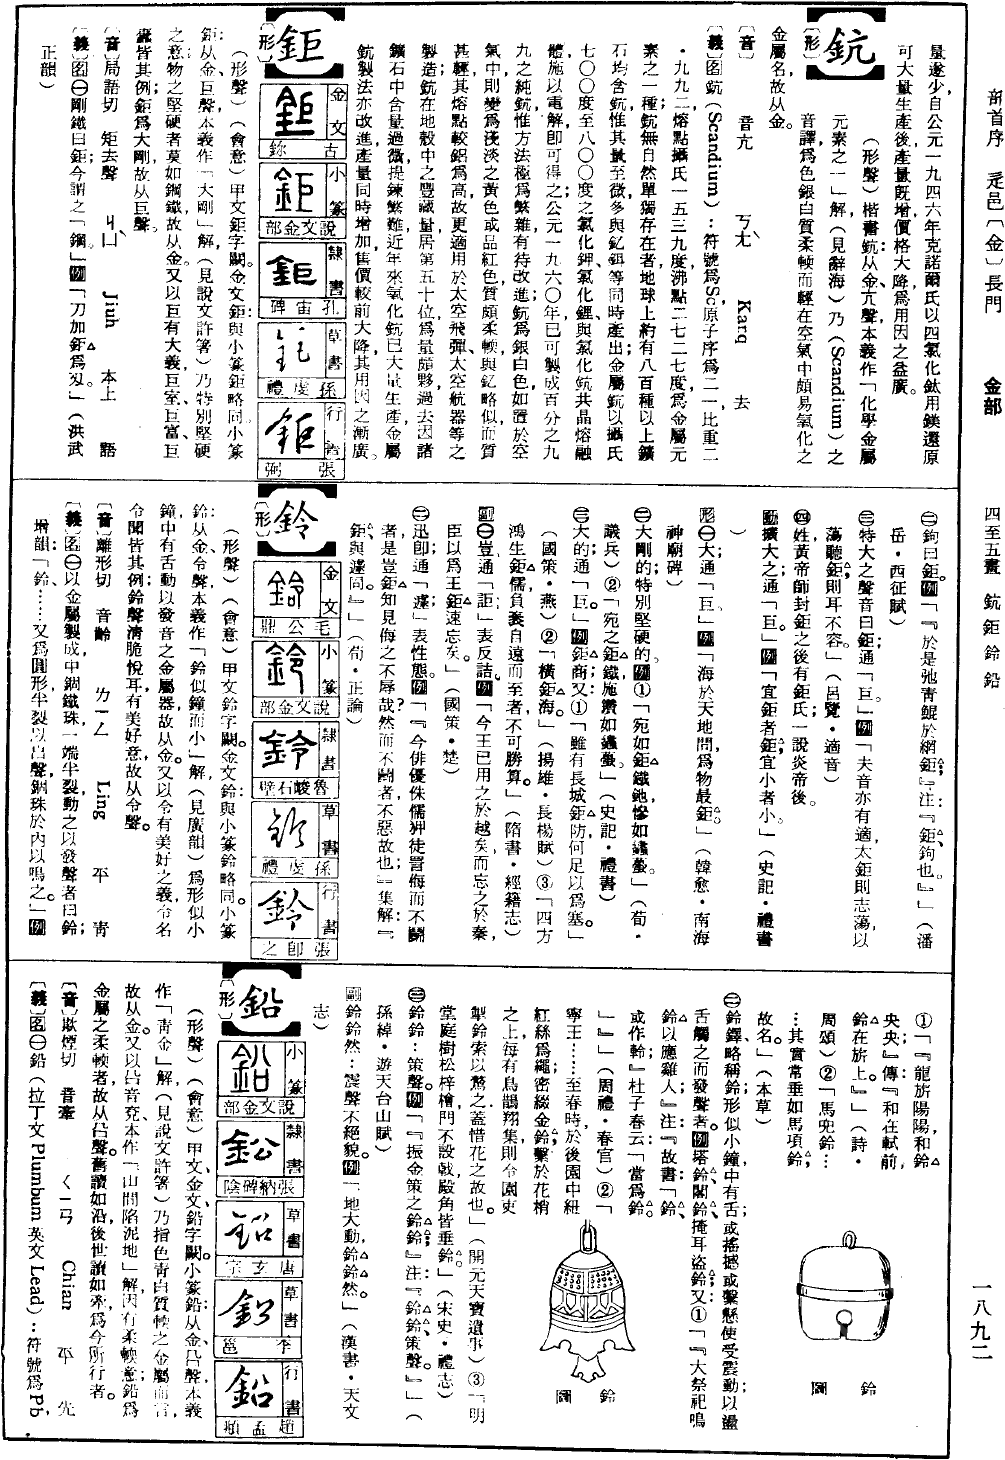 部首序 辵邑〔金〕長門 金部 四至五畫 鈧鉅鈴鉛 一八九二
量遂少自公元一九四六年克諾爾氏以四氯化鈦用鎂還原
可大量生產後產量旣增價格大降爲用因之益廣。
鈧
〔形〕
(形聲)楷書鈧:从金、亢聲本義作「化學金屬
元素之一」解,(見辭海)乃(Scandium)之
音譯爲色銀白質柔輭而輕在空氣中頗易氧化之
金屬名,故从金。
〔音〕 音亢 ㄎㄤˋ Kang 去
〔義〕名鈧(Scandium):符號爲Sc原子序爲二一比重二
・九九二熔點攝氏一五三九度沸點二七二七度爲金屬元
素之一種;鈧無自然單獨存在者地球上約有八百種以上鑛
石均含鈧惟其量至微多與釔鉺等同時產出金屬鈧以攝氏
七〇〇度至八〇〇度之氯化鉀、氯化鋰與氯化鈧共晶熔融
體施以電解卽可得之公元一九六〇年已可製成百分之九
九之純鈧惟方法極爲繁雜有待改進;鈧爲銀白色如置於空
氣中則變爲淺淡之黃色或品紅色質頗柔輭與釔略似而質
甚輕其熔點較鋁爲高故更適用於太空飛彈、太空航器等之
製造;鈧在地殼中之豐藏量居第五十位爲量頗夥過去因諸
鑛石中含量過微提鍊繁難近年來氧化鈧已大量生產金屬
鈧製法亦改進產量同時增加售價較前大降其用因之漸廣。
鉅
〔形〕
金文 古鉨
小篆 說文金部
隸書 孔宙碑
草書 孫虔禮
行書 張弼
(形聲)(會意)甲文鉅字闕。金文鉅:與小篆鉅略同。小篆
鉅:从金、巨聲,本義作「大剛」解(見說文許箸)乃特別堅硬
之意;物之堅硬者莫如鋼鐵,故从金。又以巨有大義,巨室、巨富、巨
䘮皆其例,鉅爲大剛,故从巨聲。
〔音〕局語切 矩去聲 ㄐㄩˋ Jiuh 本上 語
〔義〕名㊀剛鐵曰鉅今謂之「鋼。」例「刀加鉅爲刄。」(洪武
正韻)
㊁鉤曰鉅。例「『於是弛靑鯤於網鉅;』注:『鉅、鉤也。』」(潘
岳・西征賦)
㊂特大之聲音曰鉅:通「巨。」例「夫音亦有適,太鉅則志蕩以
蕩聽鉅則耳不容。」(呂覽・適音)
㊃姓黃帝師封鉅之後有鉅氏一說炎帝後。
動擴大之:通「巨。」例「宜鉅者鉅,宜小者小。」(史記・禮書
)
形㊀大:通「巨。」例「海於天地間爲物最鉅。」(韓愈・南海
神廟碑)
㊁大剛的特別堅硬的。例①「宛如鉅鐵釶慘如蠭蠆。」(荀・
議兵)②「宛之鉅鐵,施鑽如蠭蠆。」(史記・禮書)
㊂大的:通「巨。」例鉅商又:①「雖有長城鉅防何足以爲塞。」
(國策・燕)②「橫鉅海。」(揚雄・長楊賦)③「四方
鴻生鉅儒負袠自遠而至者不可勝算。」(隋書・經籍志)
副㊀豈:通「詎:」表反詰。例「今王已用之於越矣而忘之於秦,
臣以爲王鉅速忘矣。」(國策・楚)
㊁迅卽:通「遽:」表性態。例「『今俳優侏儒狎徒詈侮而不鬭
者是豈鉅知見侮之不辱哉?然而不鬭者不惡故也;』集解:『
鉅與遽同。』」(荀・正論)
鈴
〔形〕
金文 毛公鼎
小篆 說文金部
隸書 魯峻石壁
草書 孫虔禮
行書 張卽之
(形聲)(會意)甲文鈴字闕。金文鈴:與小篆鈴略同。小篆
鈴:从金、令聲,本義作「鈴似鐘而小」解(見廣韻)爲形似小
鐘中有舌動以發音之金屬器,故从金。又以令有美好之義,令名
令聞皆其例,鈴聲淸脆悅耳有美好意,故从令聲。
〔音〕離形切 音齡 ㄌㄧㄥˊ Ling 平 靑
〔義〕名㊀以金屬製成中錮鐵珠一端半裂動之以發聲者曰鈴;
增韻:「鈴……又爲圓形半裂以出聲,錮珠於內以鳴之。」例
①「『龍旂陽陽和鈴
央央;』傳:『和在軾前
鈴在旂上。』」(詩・
周頌)②「馬兜鈴…
…其實常垂如馬項鈴,
故名。」(本草)
鈴圖
㊁鈴鐸略稱鈴形似小鐘中有舌或搖撼或繫懸使受震動以盪
舌觸之而發聲者。例塔鈴、閣鈴、掩耳盜鈴;又:①「『大祭祀鳴
鈴以應雞人;』注:『故書:「鈴、
或作軨」』杜子春云:「當爲鈴。
」』」(周禮・春官)②「
寧王……至春時於後園中紐
紅絲爲繩,密綴金鈴繫於花梢
之上每有鳥鵲翔集則令園吏
掣鈴索以驚之蓋惜花之故也」(開元天寶遺事)③「明
堂庭樹松梓檜門不設戟殿角皆垂鈴。」(宋史・禮志)
鈴圖
㊂鈴鈴:策聲。例「『振金策之鈴鈴;』注:『鈴鈴、策聲。』」(
孫綽・遊天台山賦)
副鈴鈴然:震聲不絕貌。例「地大動鈴鈴然。」(漢書・天文
志)
鉛
〔形〕
小篆 說文金部
隸書 張納碑陰
草書 唐玄宗
草書 李邕
行書 趙孟頫
(形聲)(會意)甲文、金文鉛字闕。小篆鉛:从金、㕣聲,本義
作「靑金」解(見說文許箸)乃指色靑白質輭之金屬而言,
故从金。又以㕣音兗,本作「山間陷泥地」解,因有柔輭意;鉛爲
金屬之柔輭者,故从㕣聲。舊讀如沿後世讀如牽,爲今所行者。
〔音〕欺煙切 音牽 ㄑㄧㄢ Chian 平 先
〔義〕名㊀鉛(拉丁文Plumbum英文Lead):符號爲Pb,